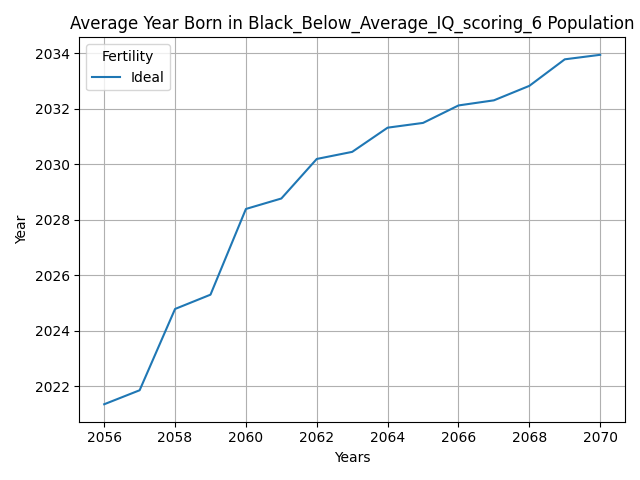 Average Year Born in Black_Below_Average_IQ_scoring_6 Population
Fertility
Ideal
Year
2034
2032
2030
2028
2026
2024
2022
2056 2058 2060 2062 2064 2066 2068 2070
Years